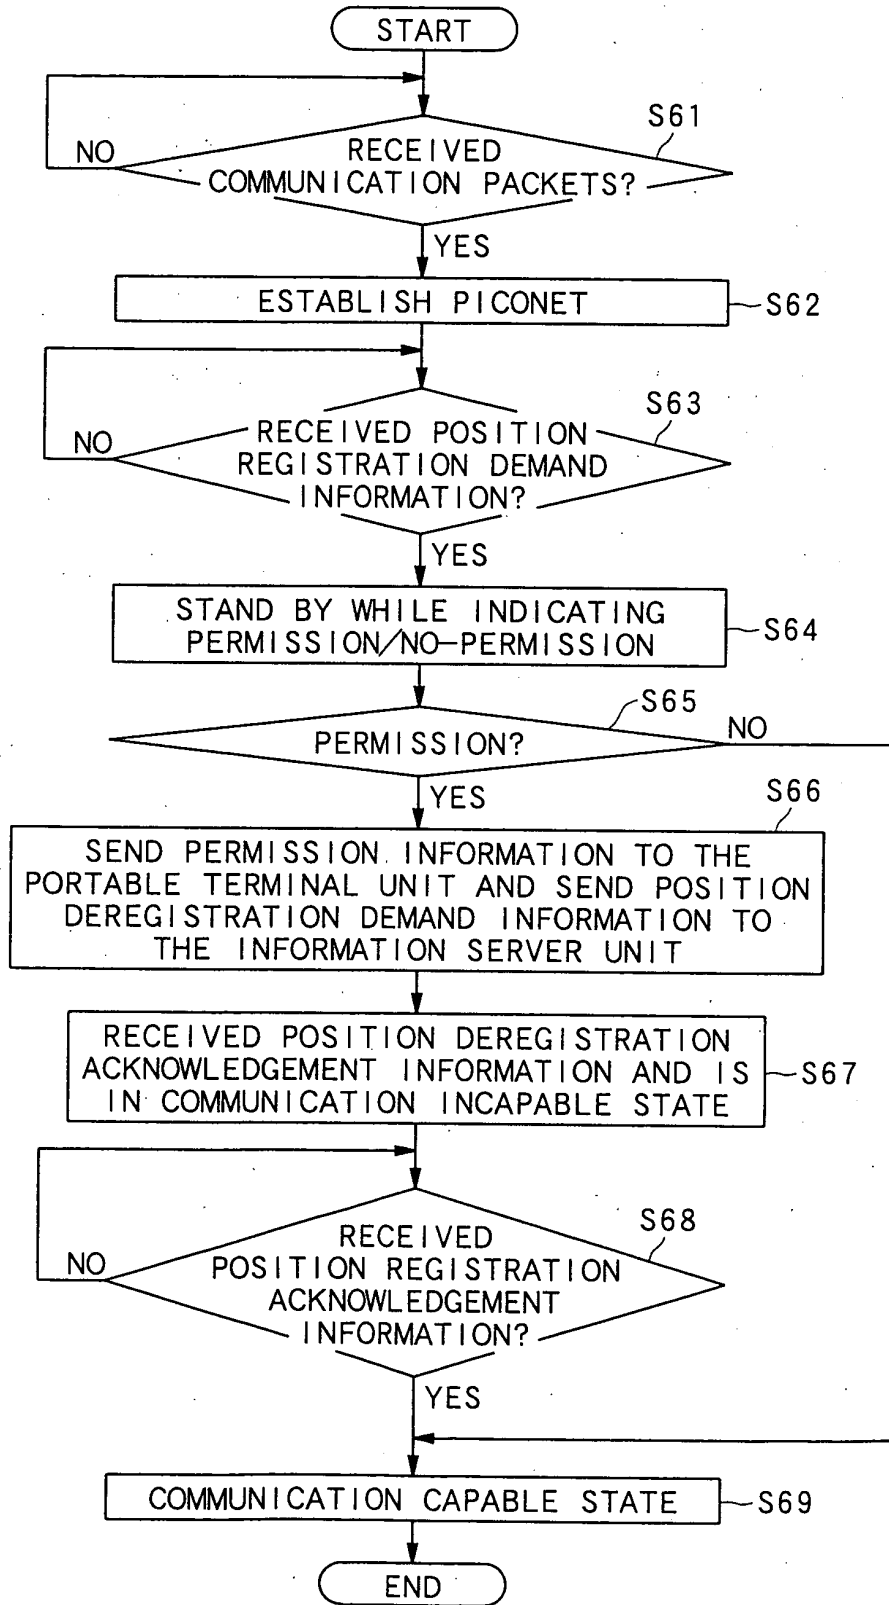 START
S61
NO
RECEIVED
COMMUNICATION PACKETS?
YES
ESTABLISH PICONET
S62
S63
NO
RECEIVED POSITION
REGISTRATION DEMAND
INFORMATION?
YES
STAND BY WHILE INDICATING
PERMISSION/NO-PERMISSION
S64
S65
NO
PERMISSION?
YES
S66
SEND PERMISSION INFORMATION TO THE
PORTABLE TERMINAL UNIT AND SEND POSITION
DEREGISTRATION DEMAND INFORMATION TO
THE INFORMATION SERVER UNIT
RECEIVED POSITION DEREGISTRATION
ACKNOWLEDGEMENT INFORMATION AND IS
IN COMMUNICATION INCAPABLE STATE
S67
S68
RECEIVED
NO
POSITION REGISTRATION
ACKNOWLEDGEMENT
INFORMATION?
YES
COMMUNICATION CAPABLE STATE
S69
END